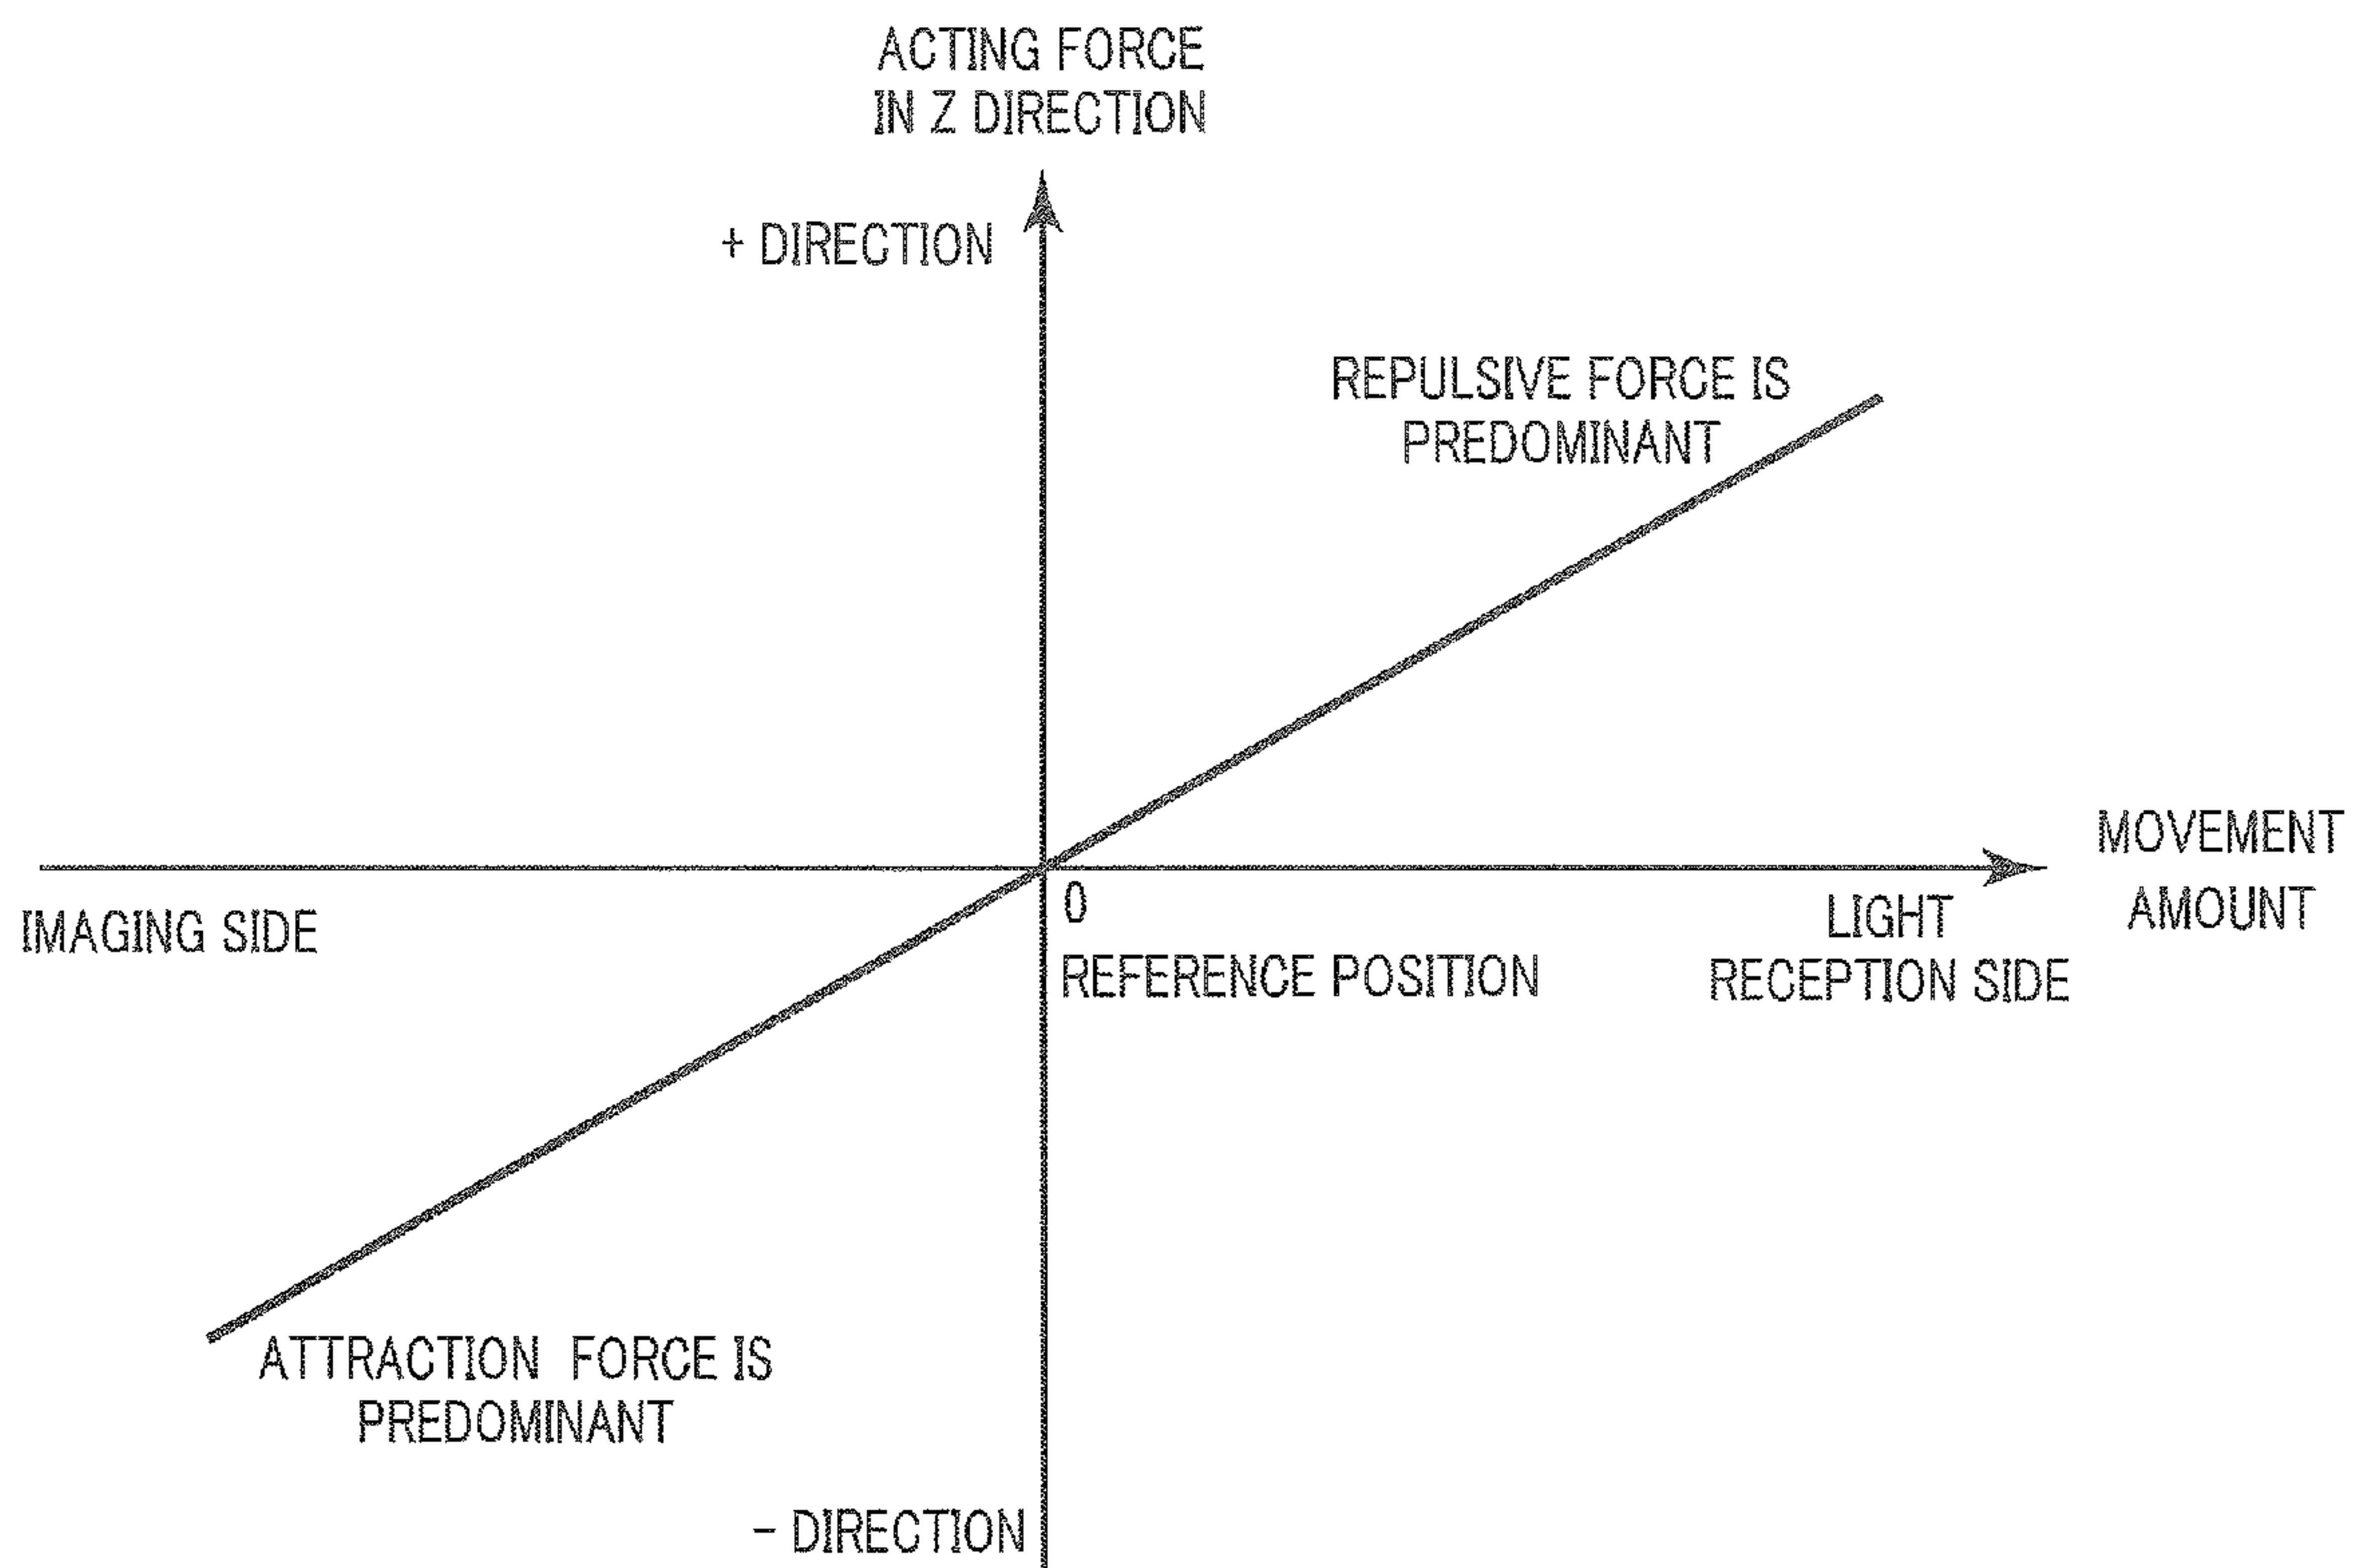 ACTING FORCE
IN Z DIRECTION
+ DIRECTION
REPULSIVE FORCE IS
PREDOMINANT
MOVEMENT
AMOUNT
IMAGING SIDE
0
REFERENCE POSITION
LIGHT
RECEPTION SIDE
ATTRACTION FORCE IS
PREDOMINANT
- DIRECTION